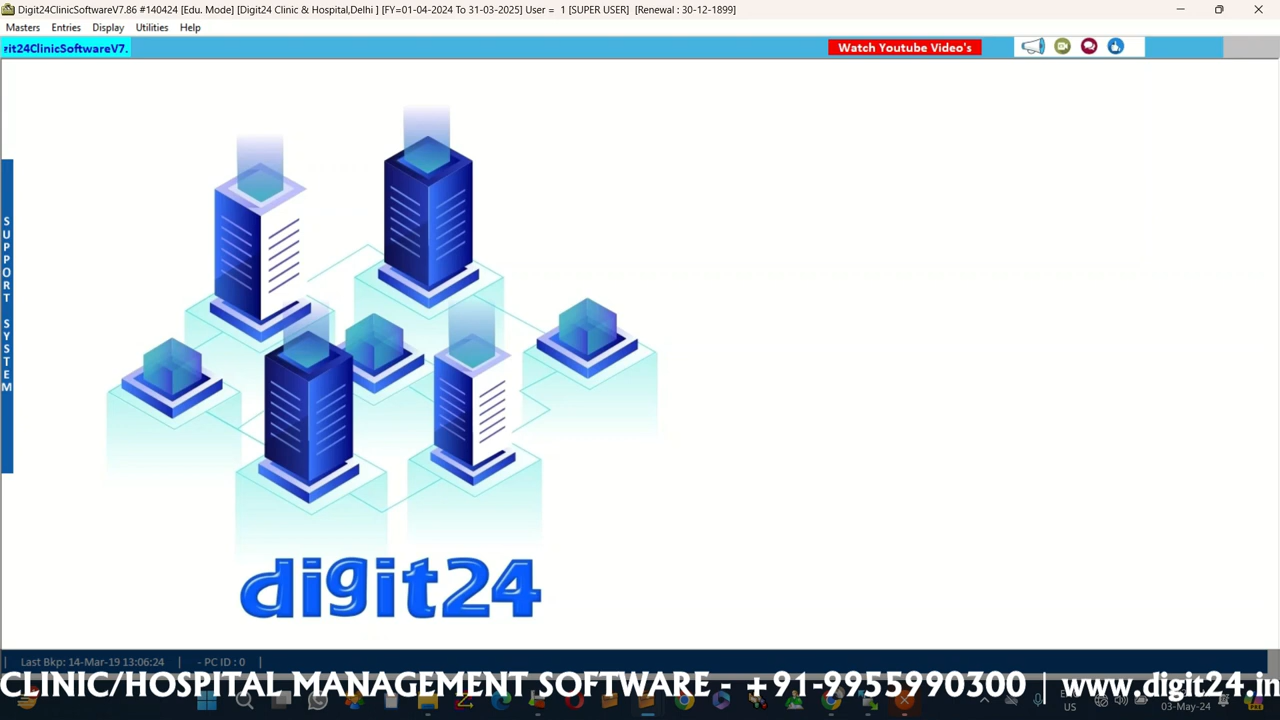 Digit24ClinicSoftwareV7.86 #140424 [Edu. Mode] [Digit24 Clinic & Hospital,Delhi ] [FY=01-04-2024 To 31-03-2025] User = 1 [SUPER USER] [Renewal : 30-12-1899]
Masters Entries Display Utilities Help
git24ClinicSoftwareV7.
Watch Youtube Video's
SUPPORT SYSTEM
digit24
| Last Bkp: 14-Mar-19 13:06:24 | - PC ID : 0 |
CLINIC/HOSPITAL MANAGEMENT SOFTWARE - +91-9955990300 | www.digit24.in
US
03-May-24